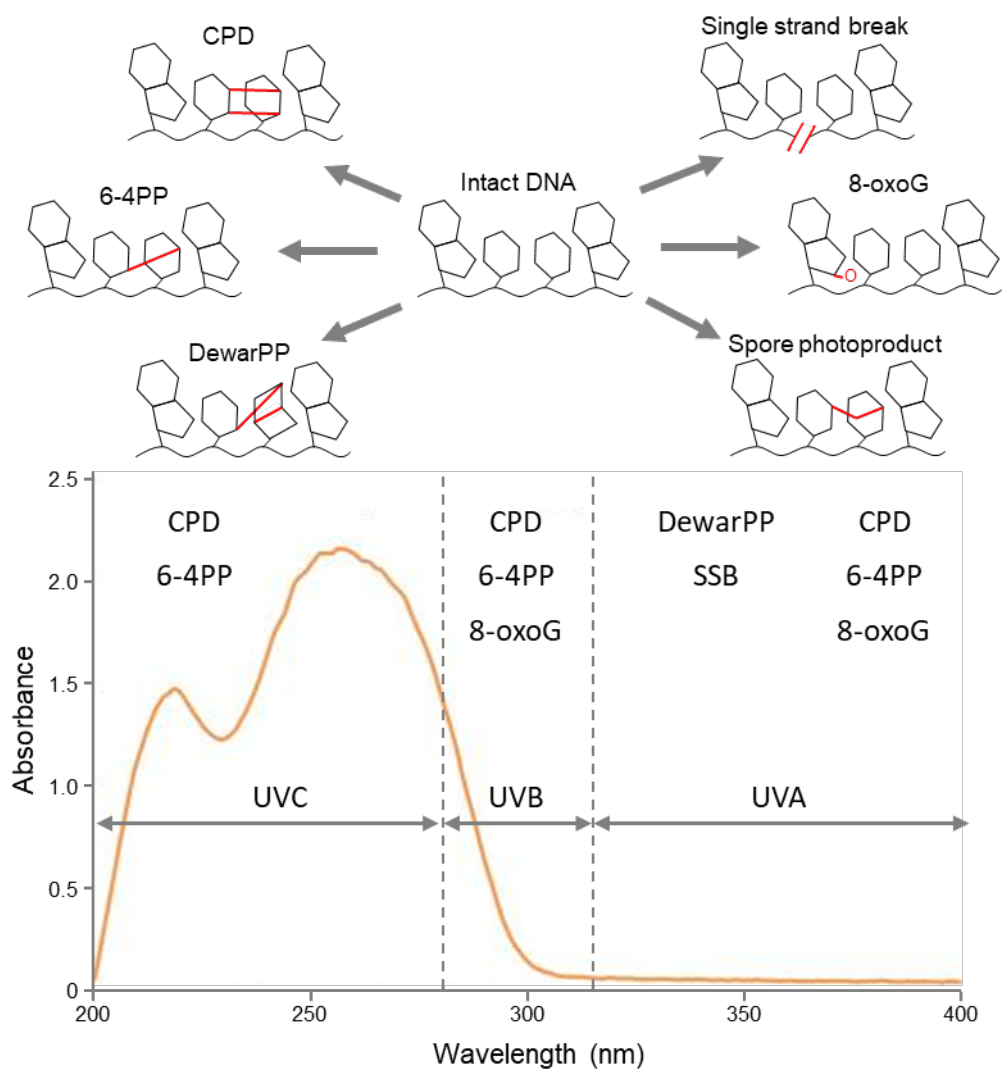 CPD
Single strand break
6-4PP
Intact DNA
8-oxoG
O
DewarPP
Spore photoproduct
2.5
2.0
1.5
1.0
0.5
0
Absorbance
CPD
6-4PP
CPD
6-4PP
8-oxoG
DewarPP
SSB
CPD
6-4PP
8-oxoG
UVC
UVB
UVA
200
250
300
350
400
Wavelength (nm)